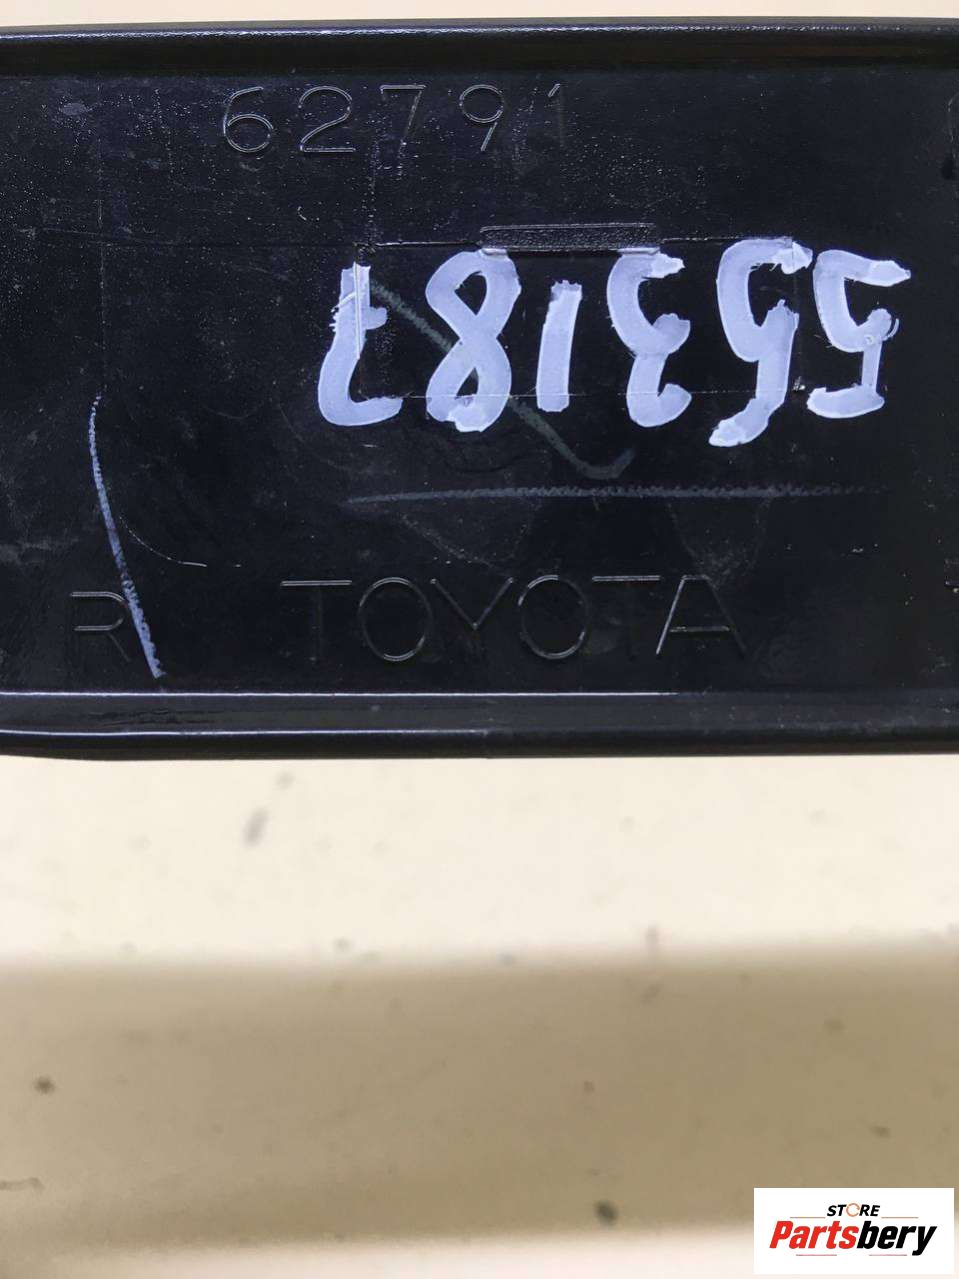 62791
553187
R TOYOTA
STORE
Partsbery